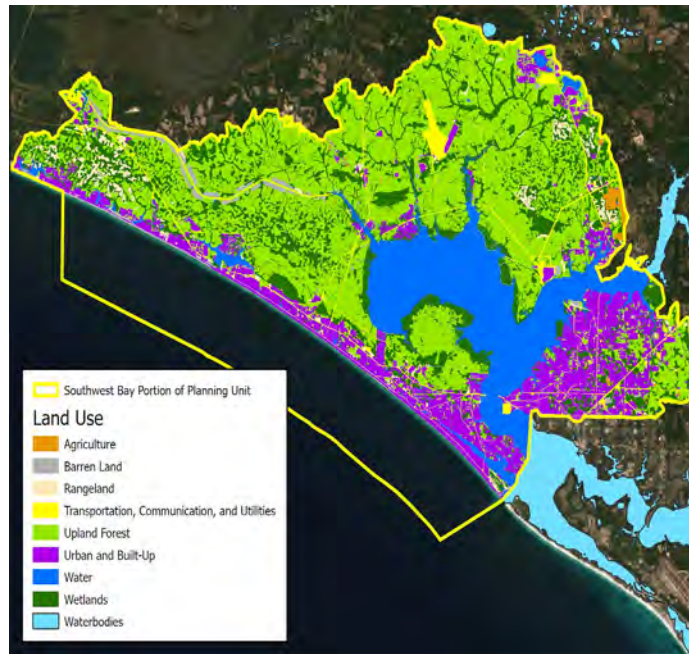 Southwest Bay Portion of Planning Unit
Land Use
Agriculture
Barren Land
Rangeland
Transportation, Communication, and Utilities
Upland Forest
Urban and Built-Up
Water
Wetlands
Waterbodies